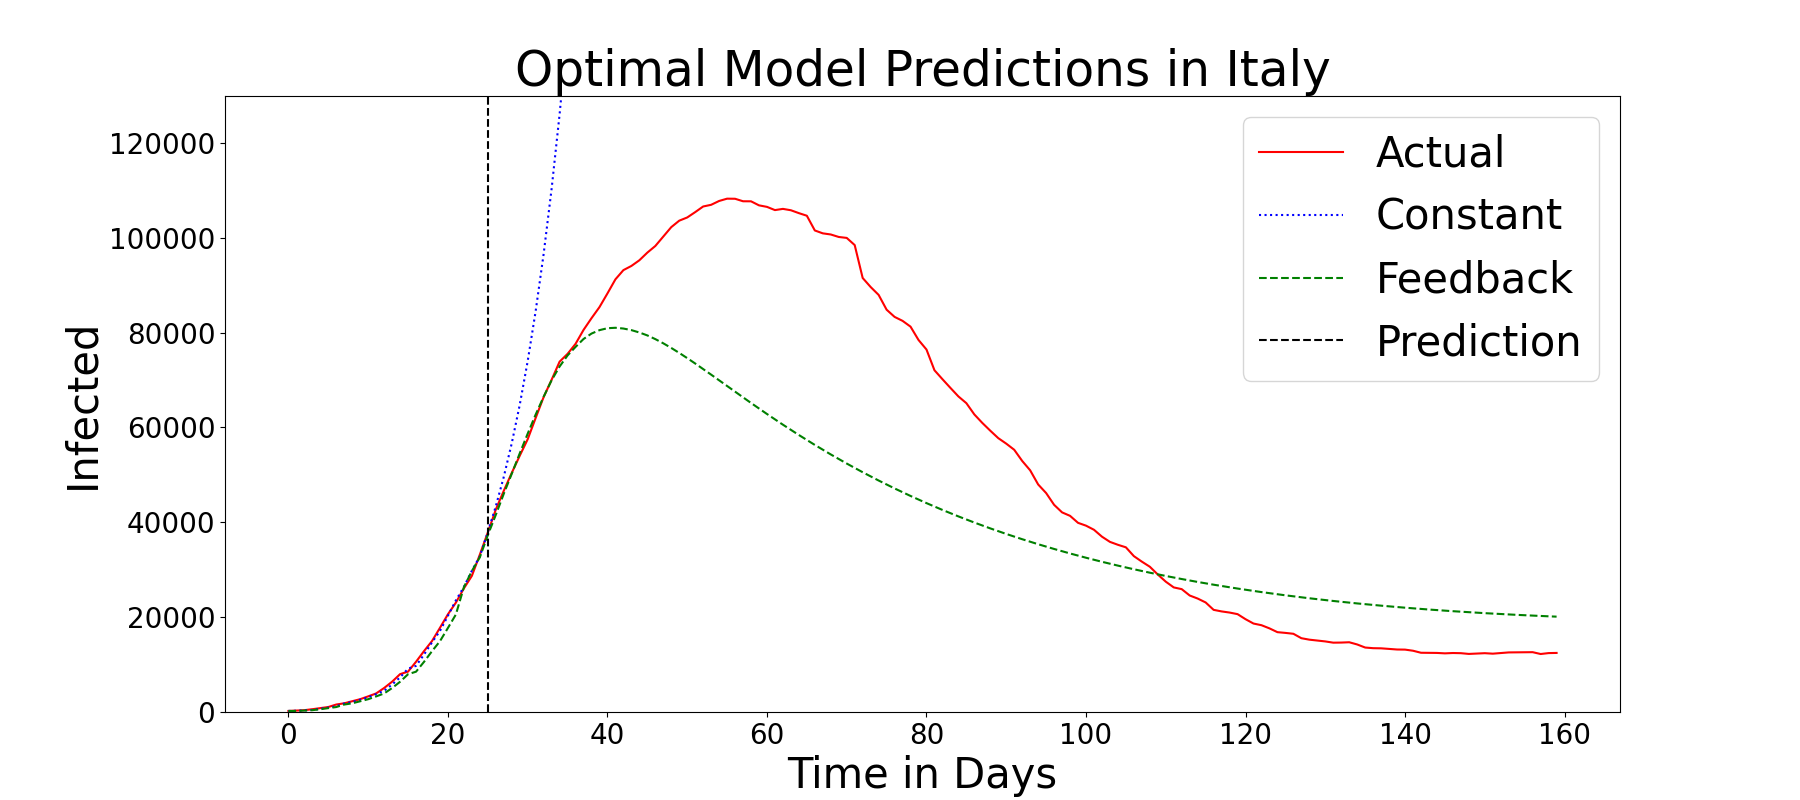 Optimal Model Predictions in Italy
120000
100000
80000
60000
40000
20000
0
Infected
Actual
Constant
Feedback
Prediction
0 20 40 60 80 100 120 140 160
Time in Days